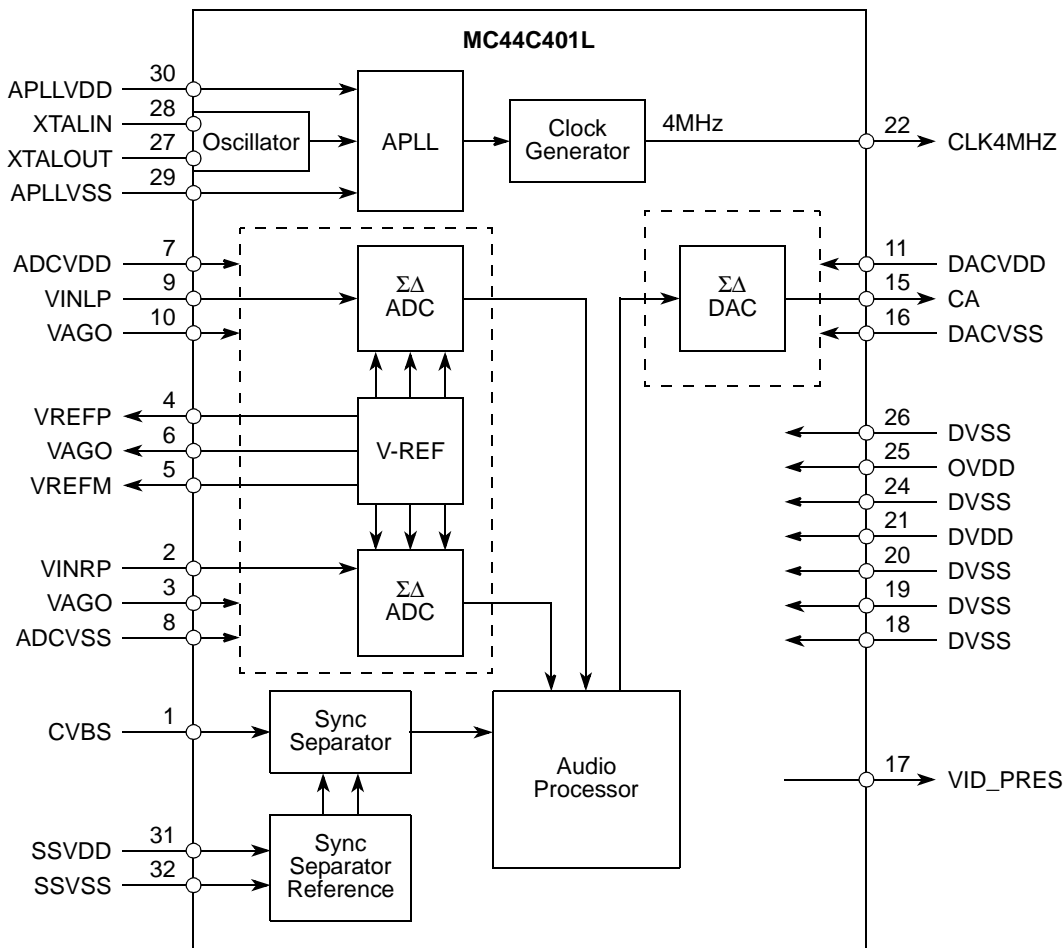 MC44C401L
30
APLLVDD
28
XTALIN
27
XTALOUT
29
APLLVSS
Oscillator
APLL
Clock
Generator
4MHz
22
CLK4MHZ
7
ADCVDD
9
VINLP
10
VAGO
ΣΔ
ADC
4
VREFP
6
VAGO
5
VREFM
V-REF
2
VINRP
3
VAGO
8
ADCVSS
ΣΔ
ADC
ΣΔ
DAC
11
DACVDD
15
CA
16
DACVSS
26
DVSS
25
OVDD
24
DVSS
21
DVDD
20
DVSS
19
DVSS
18
DVSS
1
CVBS
Sync
Separator
Audio
Processor
17
VID_PRES
31
SSVDD
32
SSVSS
Sync
Separator
Reference